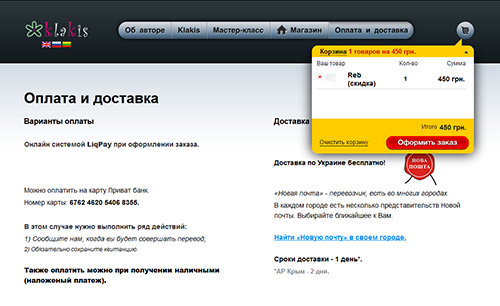 klakis
Об авторе
Klakis
Мастер-класс
Магазин
Оплата и доставка
Корзина 1 товаров на 450 грн.
Ваш товар Кол-во Сумма
Reb 1 450 грн.
(скидка)
Итого 450 грн.
Очистить корзину
Оформить заказ
Оплата и доставка
Варианты оплаты
Онлайн системой LiqPay при оформлении заказа.
Можно оплатить на карту Приват банк.
Номер карты: 6762 4620 5406 8355.
В этом случае нужно выполнить ряд действий:
1) Сообщите нам, когда вы будет совершать перевод;
2) Обязательно сохраните квитанцию.
Также оплатить можно при получении наличными
(наложеный платеж).
Доставка
Доставка по Украине бесплатно!
НОВА
ПОШТА
«Новая почта» - перевозчик, есть во многих городах.
В каждом городе есть несколько представительств Новой
почты. Выбирайте ближайшее к Вам.
Найти «Новую почту» в своем городе.
Сроки доставки - 1 день*.
*АР Крым - 2 дня.